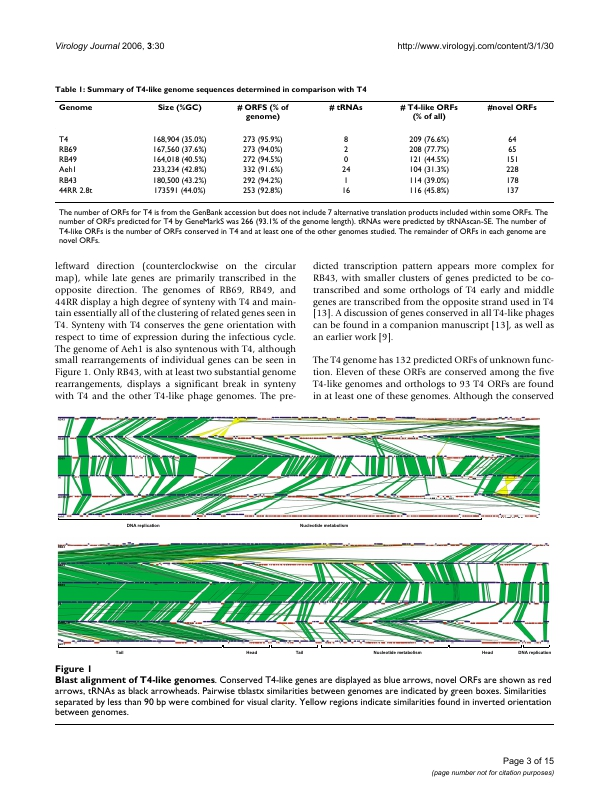 Virology Journal 2006, 3:30
http://www.virologyj.com/content/3/1/30
Table 1: Summary of T4-like genome sequences determined in comparison with T4
Genome Size (%GC) # ORFS (% of genome) # tRNAs # T4-like ORFs (% of all) #novel ORFs
T4 168,904 (35.0%) 273 (95.9%) 8 209 (76.6%) 64
RB69 167,560 (37.6%) 273 (94.0%) 2 208 (77.7%) 65
RB49 164,018 (40.5%) 272 (94.5%) 0 121 (44.5%) 151
Aeh1 233,234 (42.8%) 332 (91.6%) 24 104 (31.3%) 228
RB43 180,500 (43.2%) 292 (94.2%) 1 114 (39.0%) 178
44RR 2.8t 173591 (44.0%) 253 (92.8%) 16 116 (45.8%) 137
The number of ORFs for T4 is from the GenBank accession but does not include 7 alternative translation products included within some ORFs. The
number of ORFs predicted for T4 by GeneMarkS was 266 (93.1% of the genome length). tRNAs were predicted by tRNAscan-SE. The number of
T4-like ORFs is the number of ORFs conserved in T4 and at least one of the other genomes studied. The remainder of ORFs in each genome are
novel ORFs.
leftward direction (counterclockwise on the circular
map), while late genes are primarily transcribed in the
opposite direction. The genomes of RB69, RB49, and
44RR display a high degree of synteny with T4 and main-
tain essentially all of the clustering of related genes seen in
T4. Synteny with T4 conserves the gene orientation with
respect to time of expression during the infectious cycle.
The genome of Aeh1 is also syntenous with T4, although
small rearrangements of individual genes can be seen in
Figure 1. Only RB43, with at least two substantial genome
rearrangements, displays a significant break in synteny
with T4 and the other T4-like phage genomes. The pre-
dicted transcription pattern appears more complex for
RB43, with smaller clusters of genes predicted to be co-
transcribed and some orthologs of T4 early and middle
genes are transcribed from the opposite strand used in T4
[13]. A discussion of genes conserved in all T4-like phages
can be found in a companion manuscript [13], as well as
an earlier work [9].
The T4 genome has 132 predicted ORFs of unknown func-
tion. Eleven of these ORFs are conserved among the five
T4-like genomes and orthologs to 93 T4 ORFs are found
in at least one of these genomes. Although the conserved
DNA replication Nucleotide metabolism
Tail Head Tail Nucleotide metabolism Head DNA replication
Figure 1
Blast alignment of T4-like genomes. Conserved T4-like genes are displayed as blue arrows, novel ORFs are shown as red
arrows, tRNAs as black arrowheads. Pairwise tblastx similarities between genomes are indicated by green boxes. Similarities
separated by less than 90 bp were combined for visual clarity. Yellow regions indicate similarities found in inverted orientation
between genomes.
Page 3 of 15
(page number not for citation purposes)